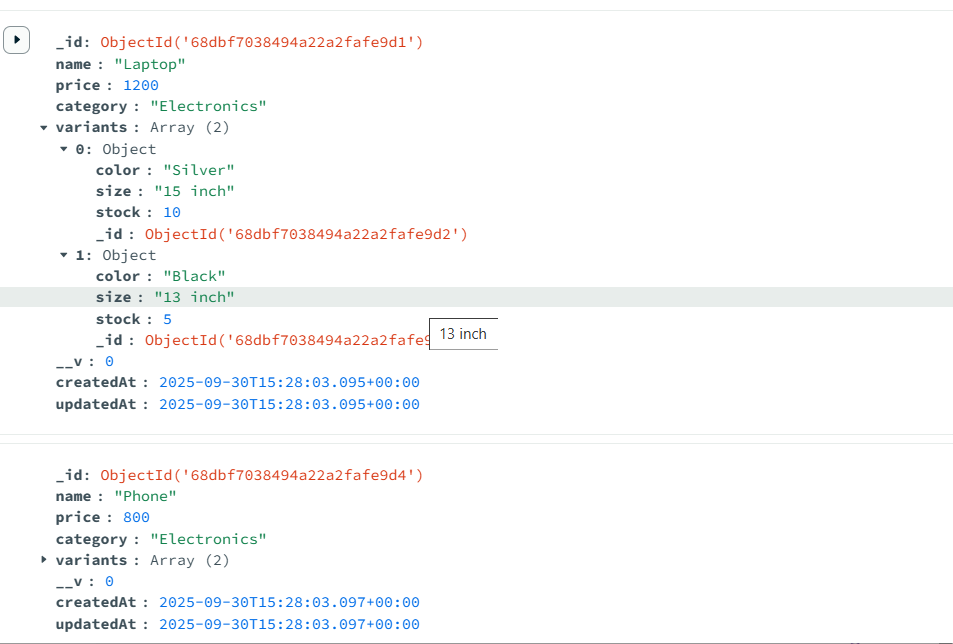 _id: ObjectId('68dbf7038494a22a2fafe9d1')
name : "Laptop"
price : 1200
category : "Electronics"
variants : Array (2)
0: Object
color : "Silver"
size : "15 inch"
stock : 10
_id : ObjectId('68dbf7038494a22a2fafe9d2')
1: Object
color : "Black"
size : "13 inch"
stock : 5
_id : ObjectId('68dbf7038494a22a2fafe
13 inch
__v : 0
createdAt : 2025-09-30T15:28:03.095+00:00
updatedAt : 2025-09-30T15:28:03.095+00:00
_id: ObjectId('68dbf7038494a22a2fafe9d4')
name : "Phone"
price : 800
category : "Electronics"
variants : Array (2)
__v : 0
createdAt : 2025-09-30T15:28:03.097+00:00
updatedAt : 2025-09-30T15:28:03.097+00:00